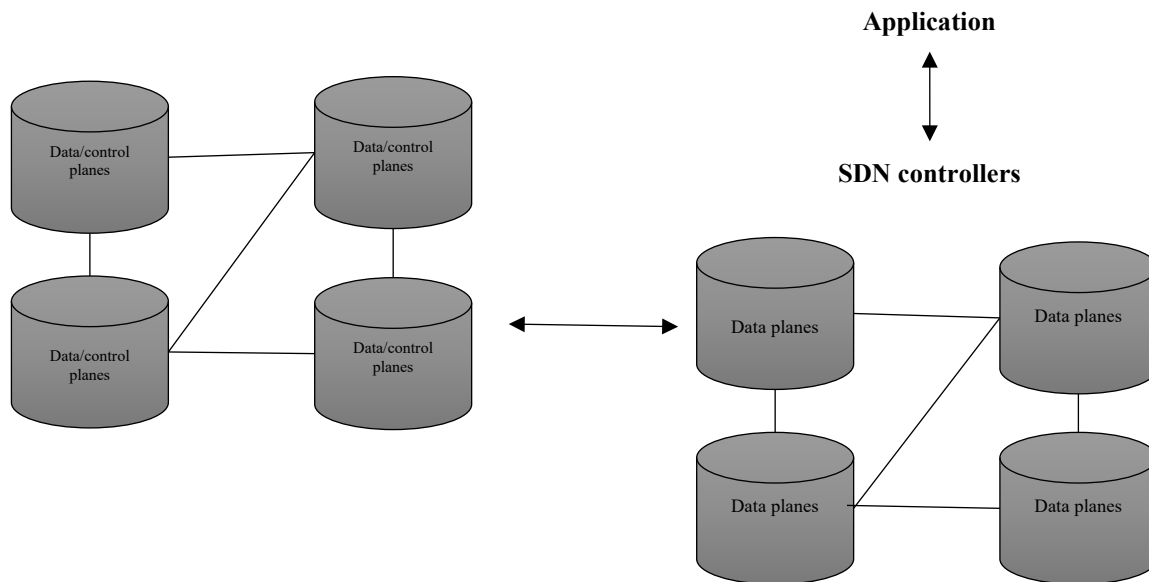 Application
SDN controllers
Data/control
planes
Data/control
planes
Data/control
planes
Data/control
planes
Data planes
Data planes
Data planes
Data planes